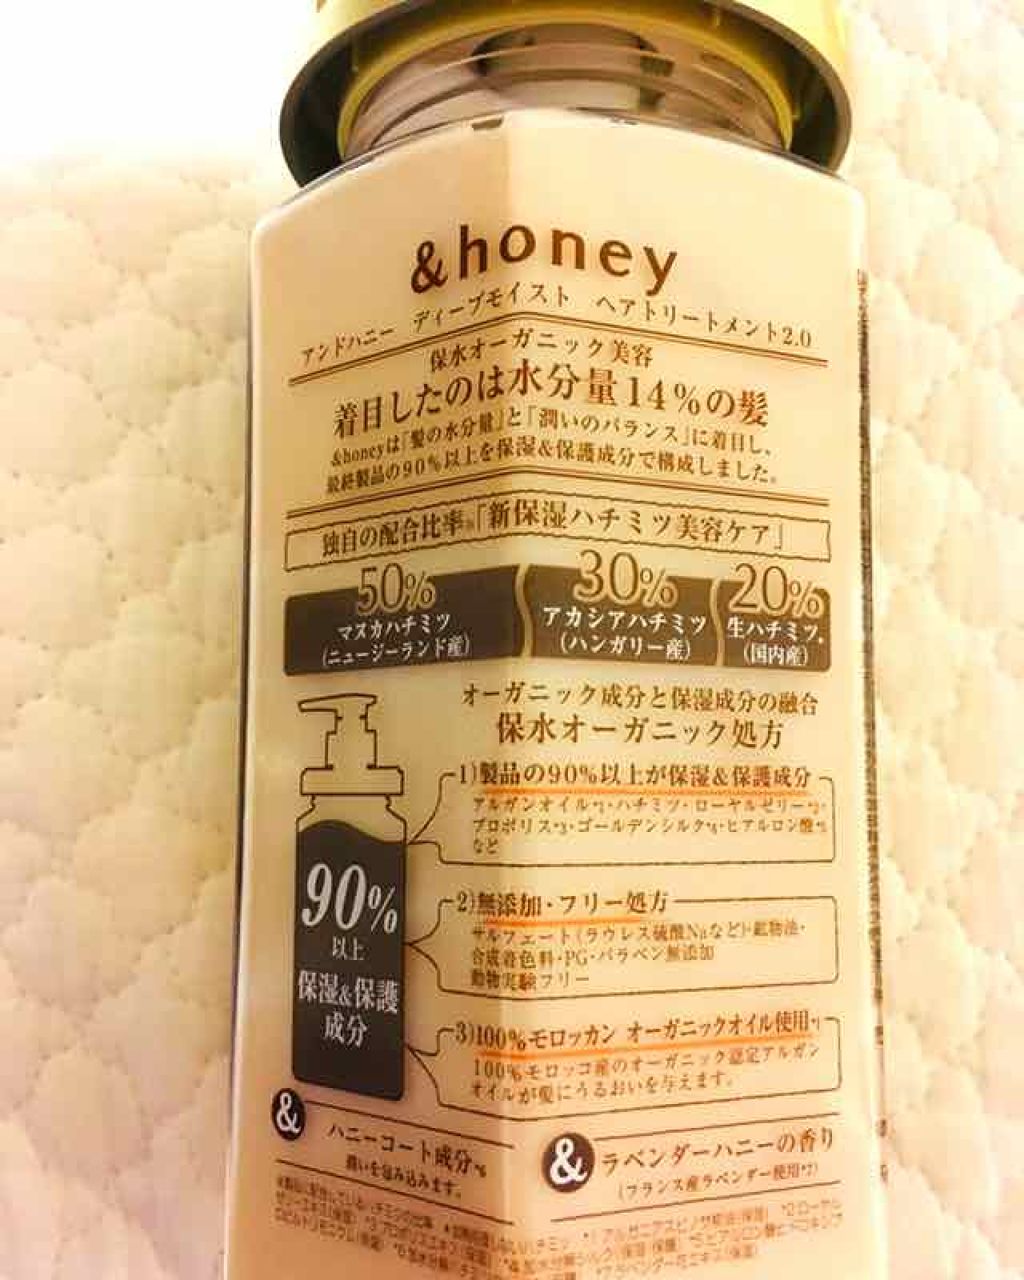 &honey
アンドハニー ディープモイスト ヘアトリートメント2.0
保水オーガニック美容
着目したのは水分量14%の髪
&honeyは「髪の水分量」と「潤いのバランス」に着目し、
最終製品の90%以上を保湿&保護成分で構成しました。
独自の配合比率※「新保湿ハチミツ美容ケア」
50%
マヌカハチミツ
(ニュージーランド産)
30%
アカシアハチミツ
(ハンガリー産)
20%
生ハチミツ
(国内産)
オーガニック成分と保湿成分の融合
保水オーガニック処方
1)製品の90%以上が保湿&保護成分
アルガンオイル*1・ハチミツ・ローヤルゼリー*2・
プロポリス*3・ゴールデンシルク*4・ヒアルロン酸*5
など
90%
以上
保湿&保護
成分
2)無添加・フリー処方
サルフェート(ラウレス硫酸Naなど)・鉱物油・
合成着色料・PG・パラベン無添加
動物実験フリー
3)100%モロッカン オーガニックオイル使用*1
100%モロッコ産のオーガニック認定アルガン
オイルが髪にうるおいを与えます。
& ハニーコート成分*6
潤いを包み込みます。
& ラベンダーハニーの香り
(フランス産ラベンダー使用*7)